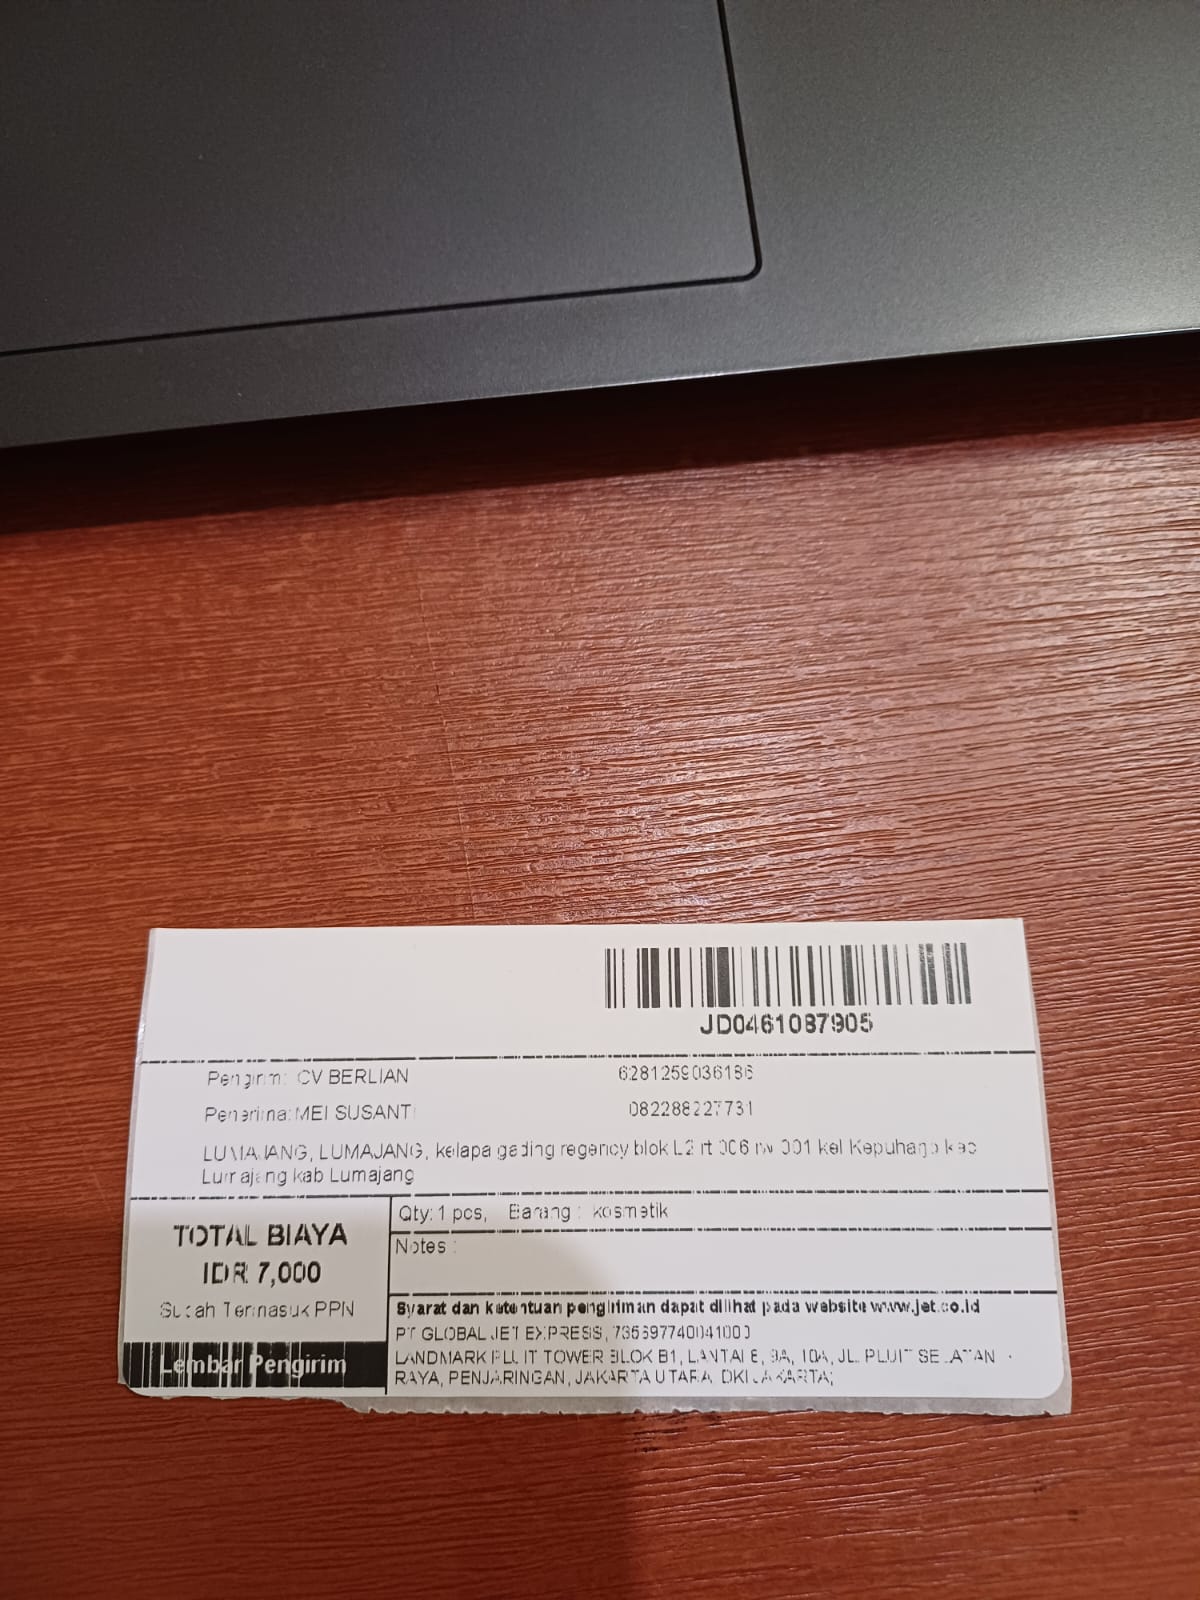 JD0461087905
Pengirim: CV BERLIAN 6281259036186
Penerima: MEI SUSANTI 082288227731
LUMAJANG, LUMAJANG, kelapa gading regency blok L2 rt 006 rw 001 kel Kepuharjo kec
Lumajang kab Lumajang
TOTAL BIAYA
IDR 7,000
Sudah Termasuk PPN
Lembar Pengirim
Qty: 1 pcs, Barang : kosmetik
Notes :
Syarat dan ketentuan pengiriman dapat dilihat pada website www.jet.co.id
PT GLOBAL JET EXPRESS, 735697740041000
LANDMARK PLUIT TOWER BLOK B1, LANTAI 9A, 10A, JL. PLUIT SELATAN
RAYA, PENJARINGAN, JAKARTA UTARA, DKI JAKARTA;